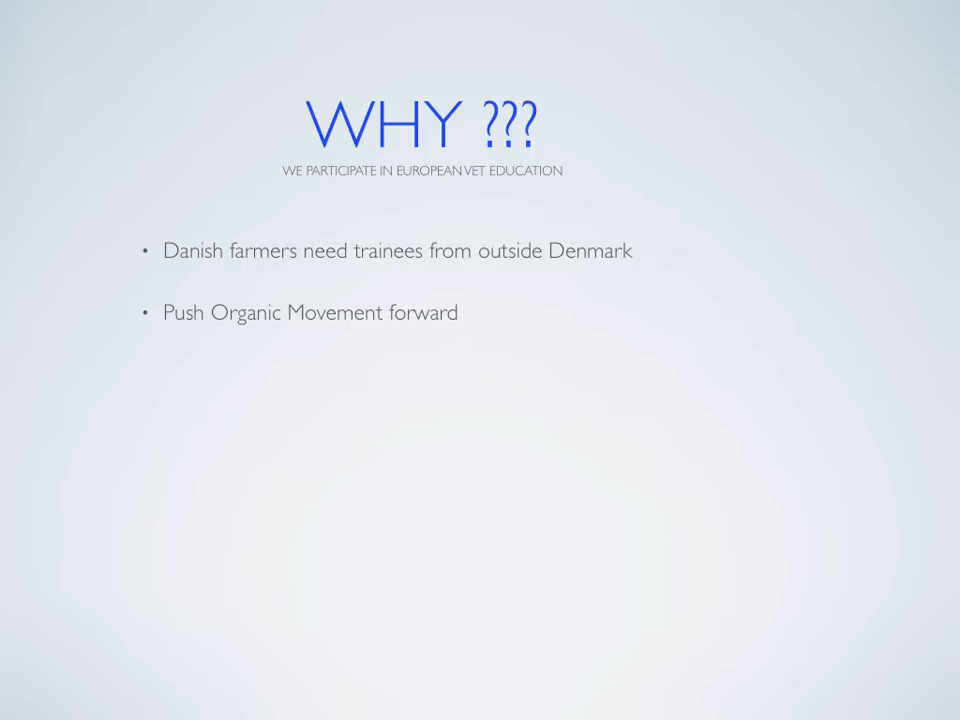 WHY ???
WE PARTICIPATE IN EUROPEAN VET EDUCATION
• Danish farmers need trainees from outside Denmark
• Push Organic Movement forward